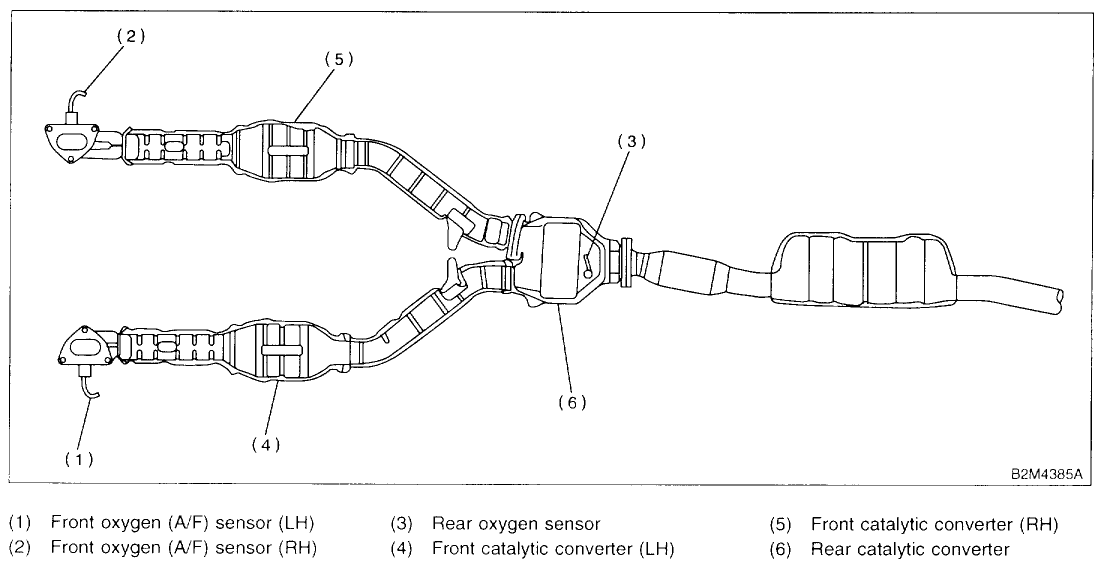 (2)
(5)
(3)
(6)
(4)
(1)
B2M4385A
(1) Front oxygen (A/F) sensor (LH)
(2) Front oxygen (A/F) sensor (RH)
(3) Rear oxygen sensor
(4) Front catalytic converter (LH)
(5) Front catalytic converter (RH)
(6) Rear catalytic converter